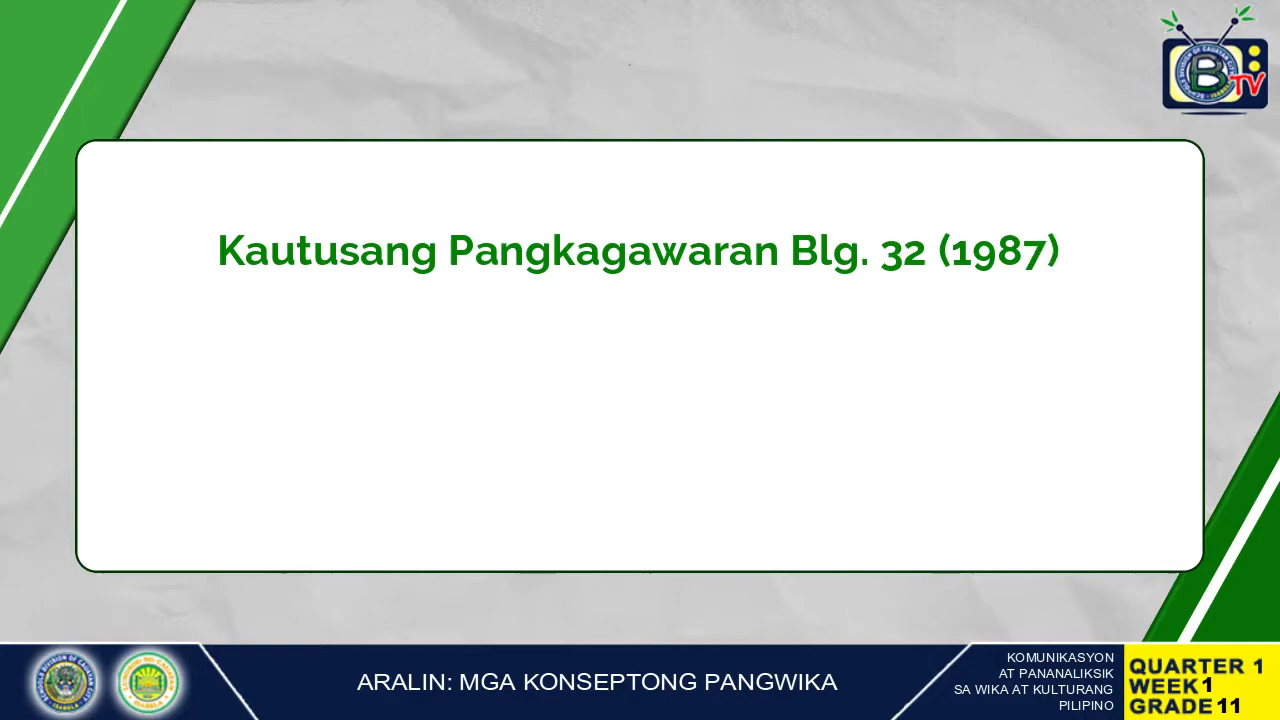 B
TV
Kautusang Pangkagawaran Blg. 32 (1987)
ARALIN: MGA KONSEPTONG PANGWIKA
KOMUNIKASYON
AT PANANALIKSIK
SA WIKA AT KULTURANG
PILIPINO
QUARTER 1
WEEK 1
GRADE 11